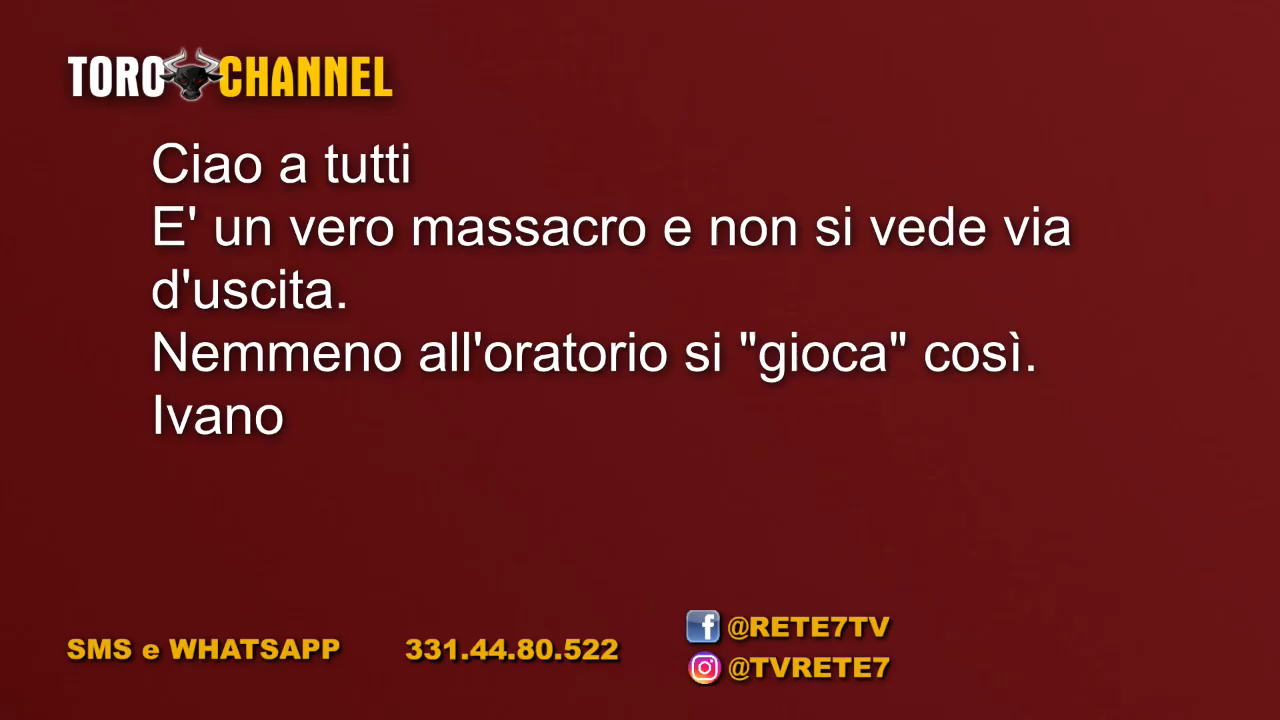 TORO CHANNEL
Ciao a tutti
E' un vero massacro e non si vede via
d'uscita.
Nemmeno all'oratorio si "gioca" così.
Ivano
SMS e WHATSAPP 331.44.80.522
@RETE7TV
@TVRETE7